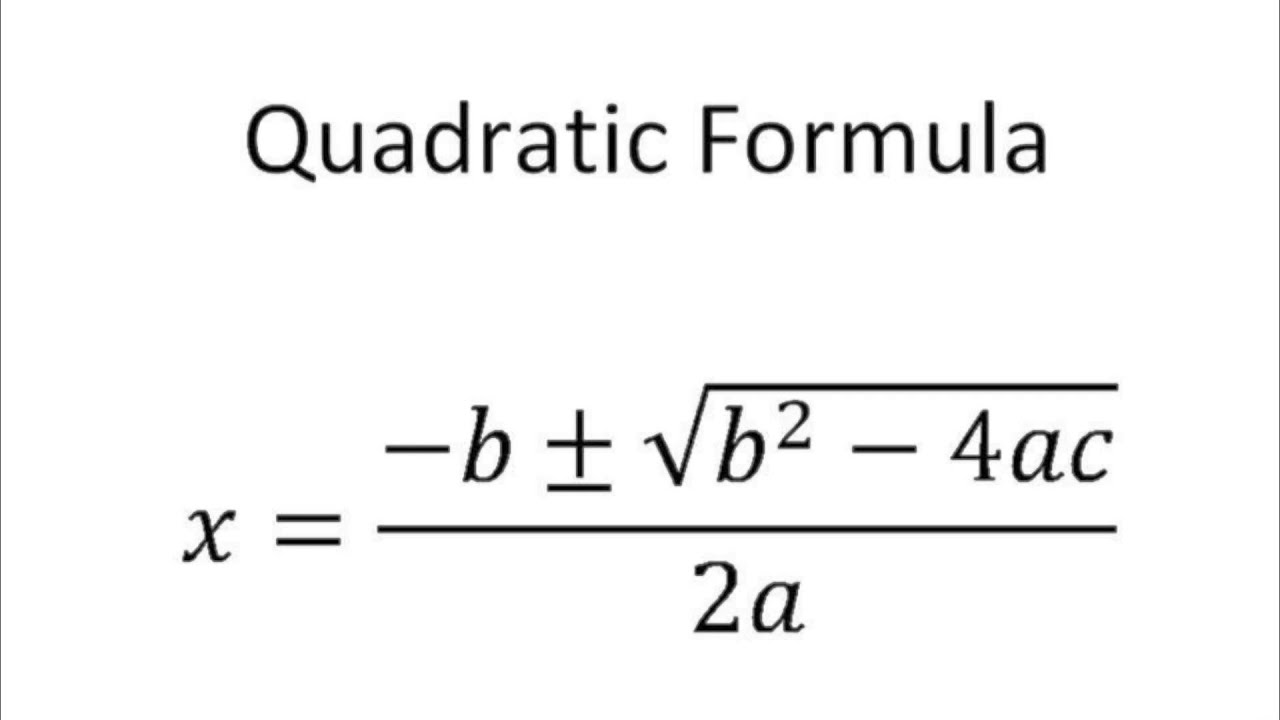 Quadratic Formula
x = −b ± √b² − 4ac / 2a